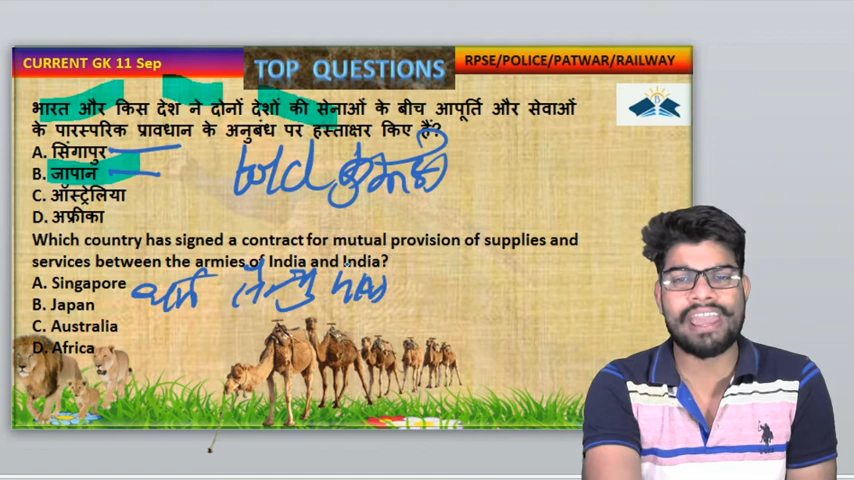 CURRENT GK 11 Sep
TOP QUESTIONS
RPSE/POLICE/PATWAR/RAILWAY
भारत और किस देश ने दोनों देशों की सेनाओं के बीच आपूर्ति और सेवाओं
के पारस्परिक प्रावधान के अनुबंध पर हस्ताक्षर किए हैं?
A. सिंगापुर
B. जापान
C. ऑस्ट्रेलिया
D. अफ्रीका
Which country has signed a contract for mutual provision of supplies and
services between the armies of India and India?
A. Singapore
B. Japan
C. Australia
D. Africa